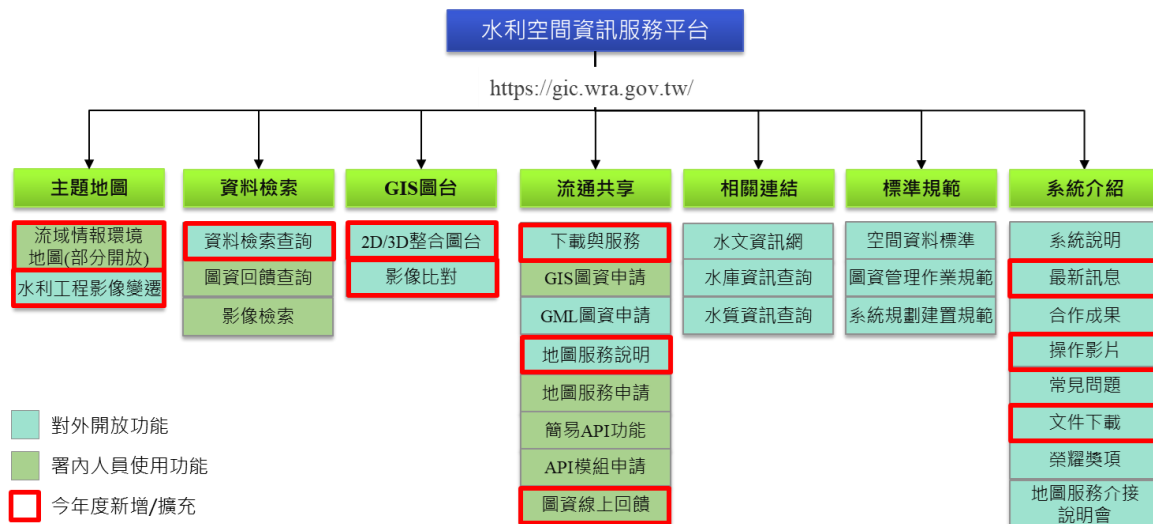 水利空間資訊服務平台
https://gic.wra.gov.tw/
主題地圖
流域情報環境
地圖(部分開放)
水利工程影像變遷
資料檢索
資料檢索查詢
圖資回饋查詢
影像檢索
GIS圖台
2D/3D整合圖台
影像比對
流通共享
下載與服務
GIS圖資申請
GML圖資申請
地圖服務說明
地圖服務申請
簡易API功能
API模組申請
圖資線上回饋
相關連結
水文資訊網
水庫資訊查詢
水質資訊查詢
標準規範
空間資料標準
圖資管理作業規範
系統規劃建置規範
系統介紹
系統說明
最新訊息
合作成果
操作影片
常見問題
文件下載
榮耀獎項
地圖服務介接
說明會
對外開放功能
署內人員使用功能
今年度新增/擴充